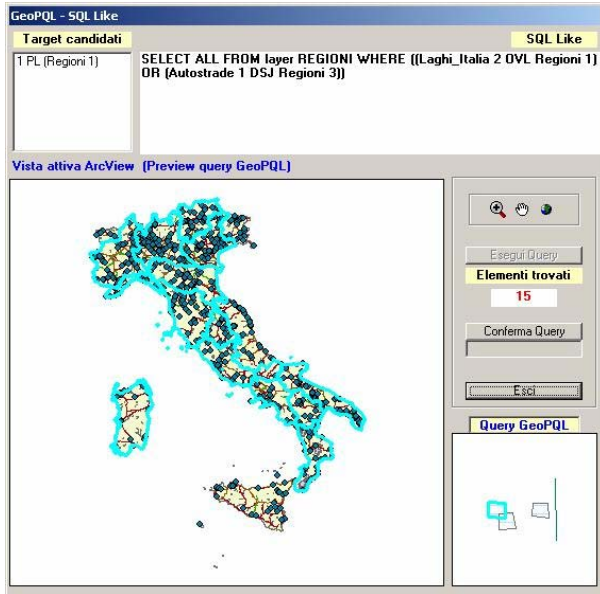 GeoPQL - SQL Like
Target candidati
SQL Like
1 PL (Regioni 1)
SELECT ALL FROM layer REGIONI WHERE ((Laghi_Italia 2 OVL Regioni 1)
OR (Autostrade 1 DSJ Regioni 3))
Vista attiva ArcView (Preview query GeoPQL)
Esegui Query
Elementi trovati
15
Conferma Query
Esci
Query GeoPQL